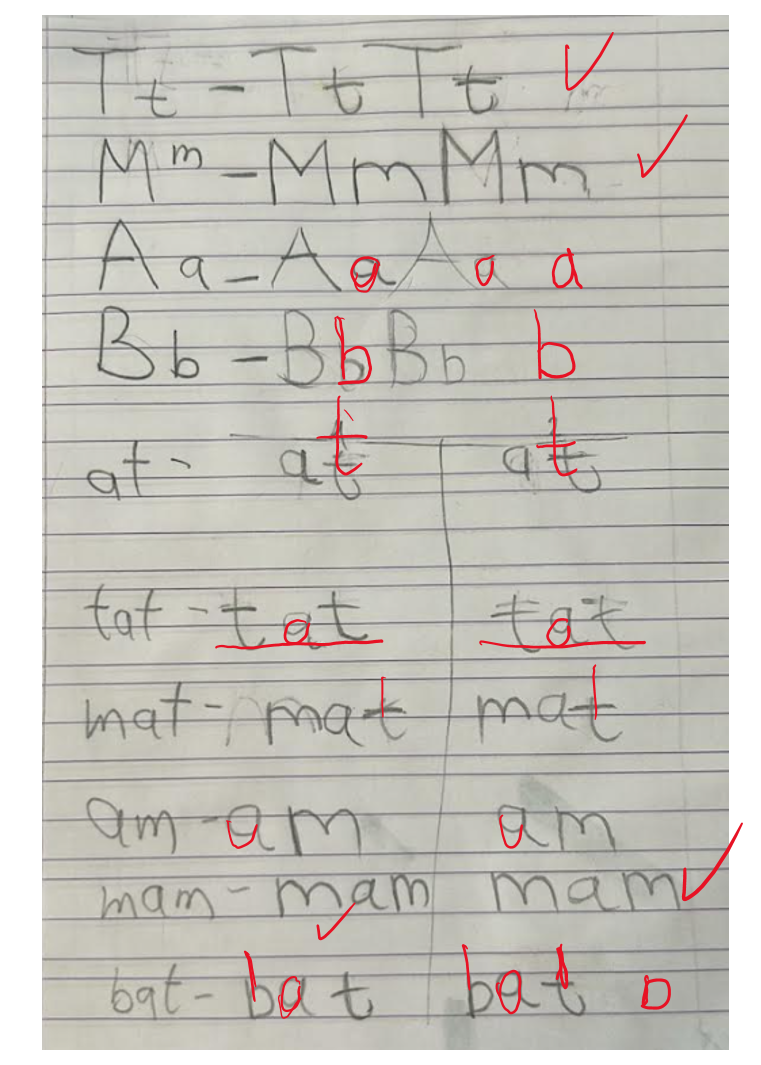 Tt - Tt Tt
Mm - Mm Mm
Aa - Aa Aa a
Bb - Bb Bb b
at - at at
tat - tat tat
mat - mat mat
am - am am
mam - mam mam
bat - bat bat